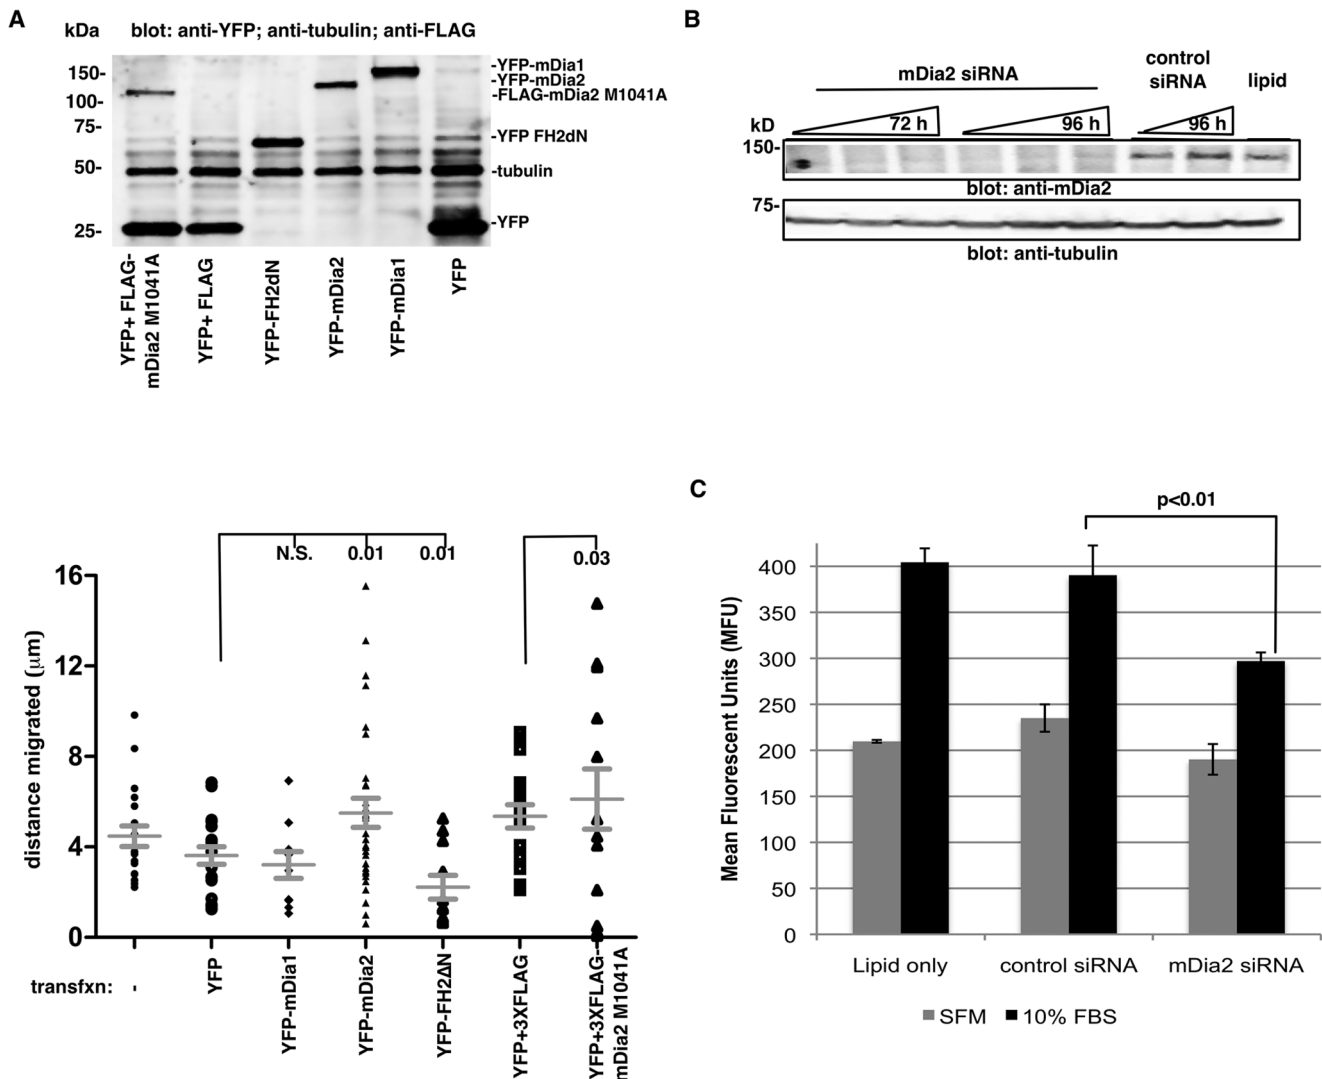 A
kDa
blot: anti-YFP; anti-tubulin; anti-FLAG
150-
100-
75-
50-
25-
-YFP-mDia1
-YFP-mDia2
-FLAG-mDia2 M1041A
-YFP FH2dN
-tubulin
-YFP
YFP+ FLAG-
mDia2 M1041A
YFP+ FLAG
YFP-FH2dN
YFP-mDia2
YFP-mDia1
YFP
B
mDia2 siRNA
control
siRNA
lipid
kD
72 h
96 h
96 h
150-
blot: anti-mDia2
75-
blot: anti-tubulin
N.S.
0.01
0.01
0.03
16
12
8
4
0
distance migrated (μm)
transfxn:
-
YFP
YFP-mDia1
YFP-mDia2
YFP-FH2ΔN
YFP+3XFLAG
YFP+3XFLAG-
mDia2 M1041A
C
p<0.01
Mean Fluorescent Units (MFU)
400
350
300
250
200
150
100
50
0
Lipid only
control siRNA
mDia2 siRNA
SFM
10% FBS